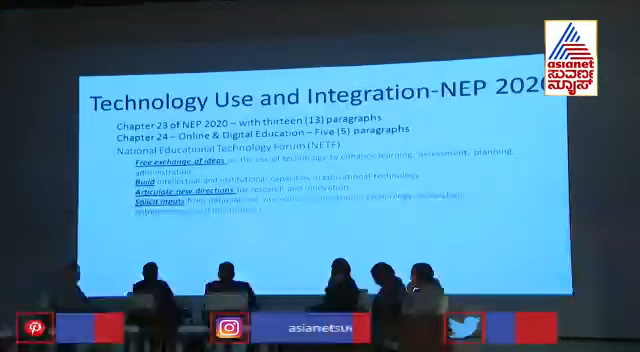 asianet
ಸುವರ್ಣ
ನ್ಯೂಸ್
Technology Use and Integration-NEP 202
Chapter 23 of NEP 2020 – with thirteen (13) paragraphs
Chapter 24 – Online & Digital Education – Five (5) paragraphs
National Educational Technology Forum (NETF)
Free exchange of ideas on the use of technology to enhance learning, assessment, planning,
administration
Build intellectual and institutional capacities in educational technology
Articulate new directions for research and innovation
Solicit inputs from
asianetsuv